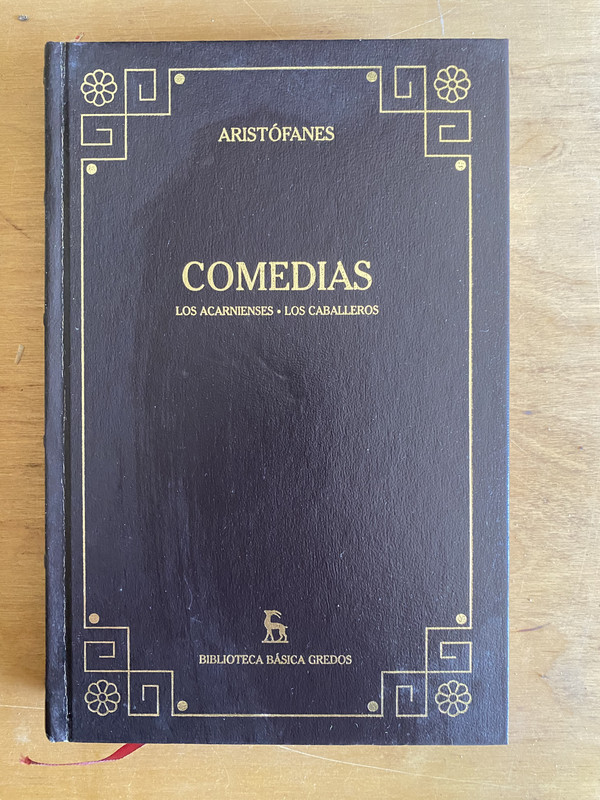 ARISTÓFANES
COMEDIAS
LOS ACARNIENSES • LOS CABALLEROS
BIBLIOTECA BÁSICA GREDOS